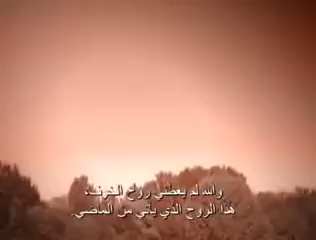 والله لم يعطني روح الخوف،
هذا الروح الذي يأتي من الماضي.